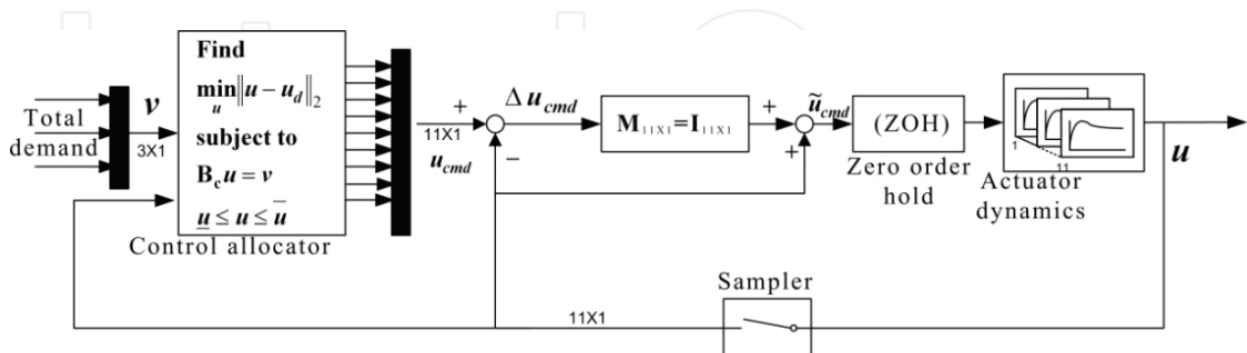 Find
min ‖u − u_d‖₂
u
subject to
B_c u = v
u ≤ u ≤ u̅
Control allocator
Total
demand
v
3X1
+
11X1
u_cmd
−
Δ u_cmd
M₁₁ₓ₁=I₁₁ₓ₁
+
+
ũ_cmd
(ZOH)
Zero order
hold
1
11
Actuator
dynamics
u
Sampler
11X1